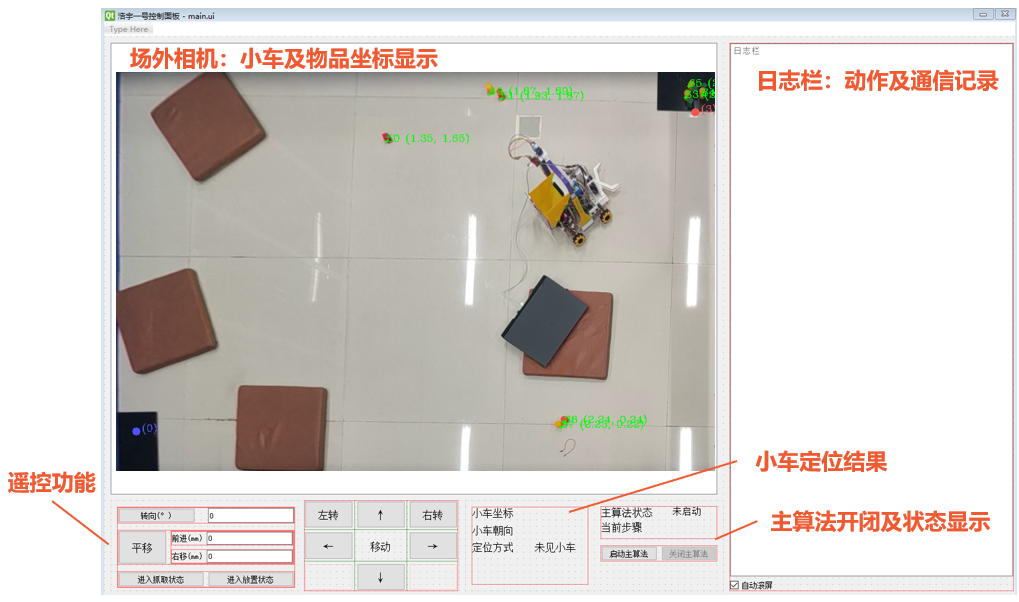 浩宇一号控制面板 - main.ui
Type Here
场外相机：小车及物品坐标显示
日志栏
日志栏：动作及通信记录
(1.35, 1.55)
(0)
遥控功能
小车定位结果
主算法开闭及状态显示
转向(° )
0
平移
前进(mm)
0
右移(mm)
0
进入抓取状态
进入放置状态
左转
↑
右转
←
移动
→
↓
小车坐标
小车朝向
定位方式 未见小车
主算法状态 未启动
当前步骤
启动主算法
关闭主算法
自动滚屏